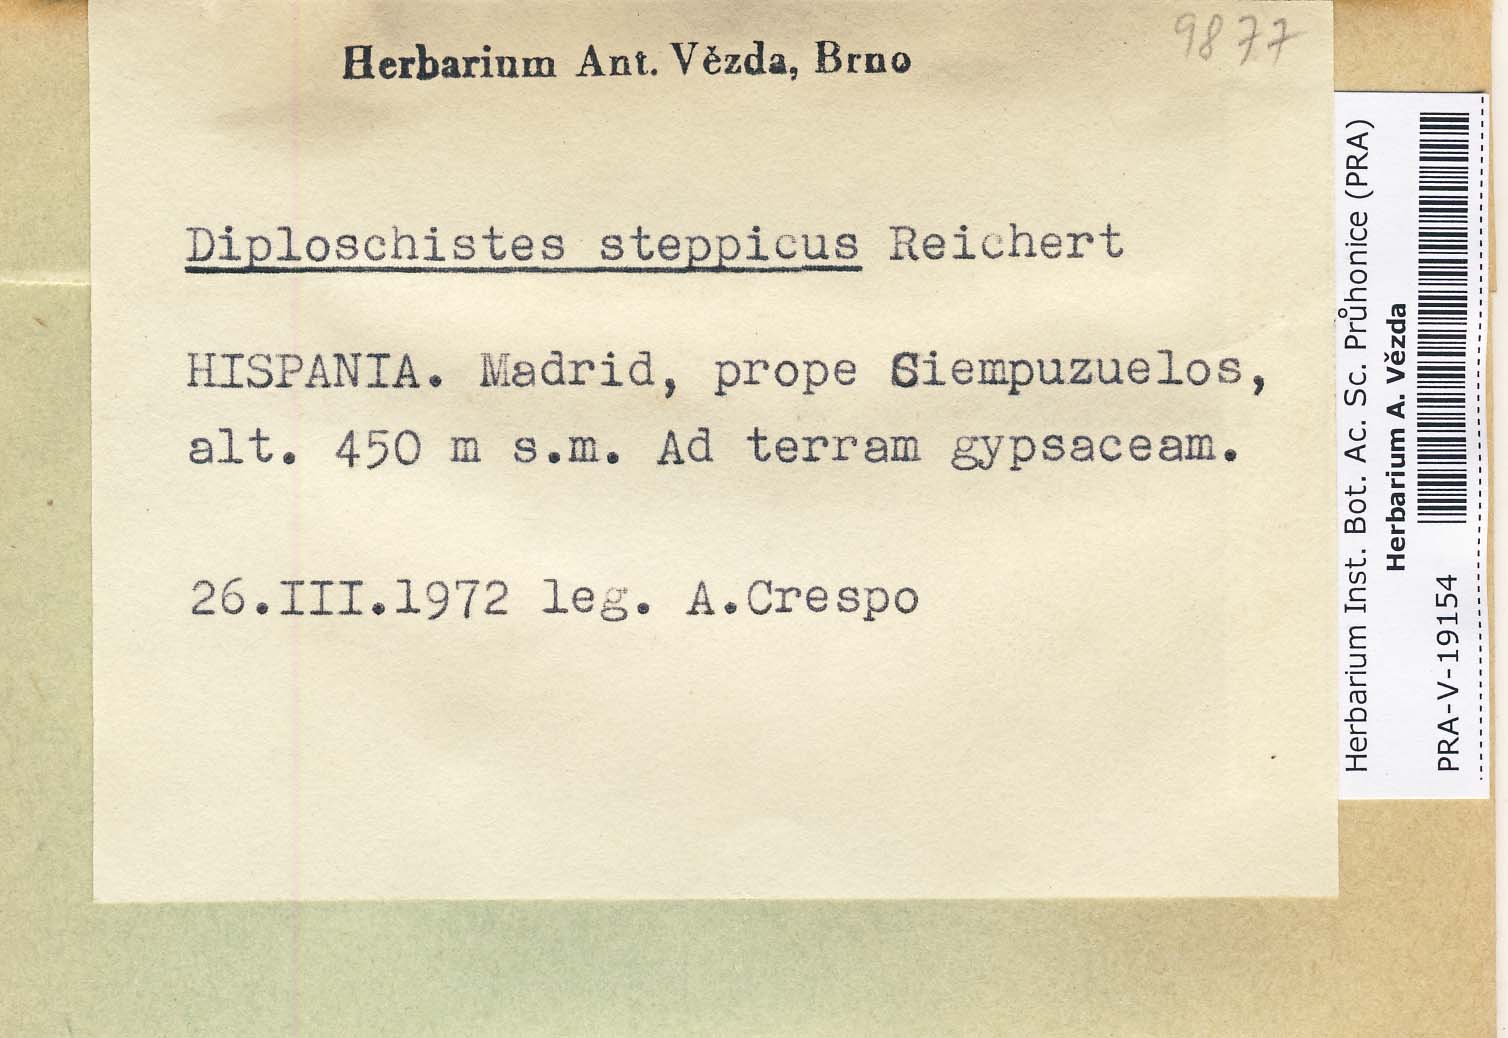 9877
Herbarium Ant. Vězda, Brno
Diploschistes steppicus Reichert
HISPANIA. Madrid, prope Ciempuzuelos,
alt. 450 m s.m. Ad terram gypsaceam.
26.III.1972 leg. A.Crespo
Herbarium Inst. Bot. Ac. Sc. Průhonice (PRA)
Herbarium A. Vězda
PRA-V-19154